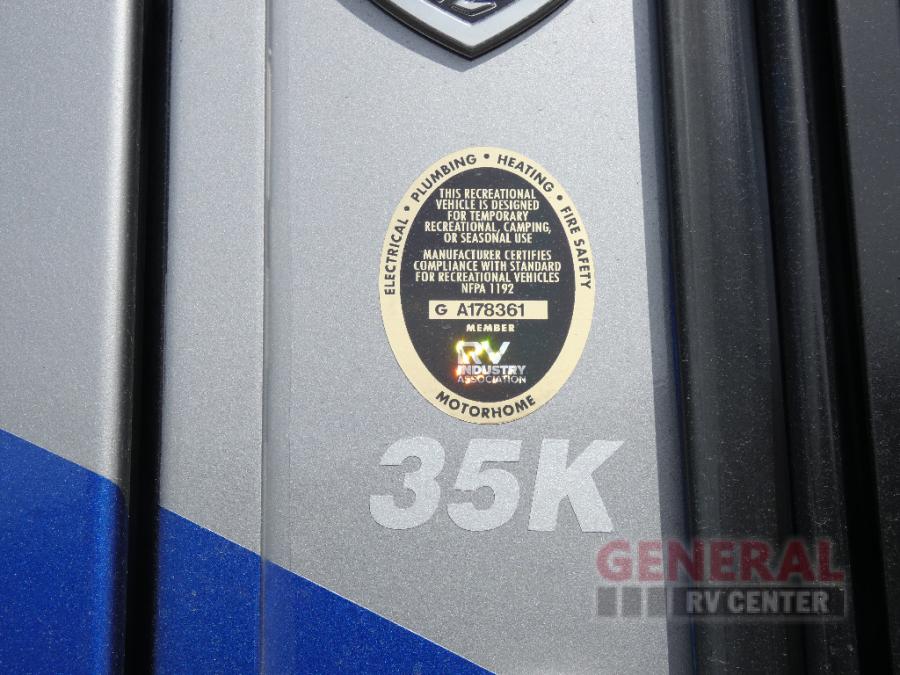 ELECTRICAL • PLUMBING • HEATING • FIRE SAFETY
THIS RECREATIONAL
VEHICLE IS DESIGNED
FOR TEMPORARY
RECREATIONAL, CAMPING,
OR SEASONAL USE
MANUFACTURER CERTIFIES
COMPLIANCE WITH STANDARD
FOR RECREATIONAL VEHICLES
NFPA 1192
G A178361
MEMBER
RV
INDUSTRY
ASSOCIATION
MOTORHOME
35K
GENERAL
RV CENTER